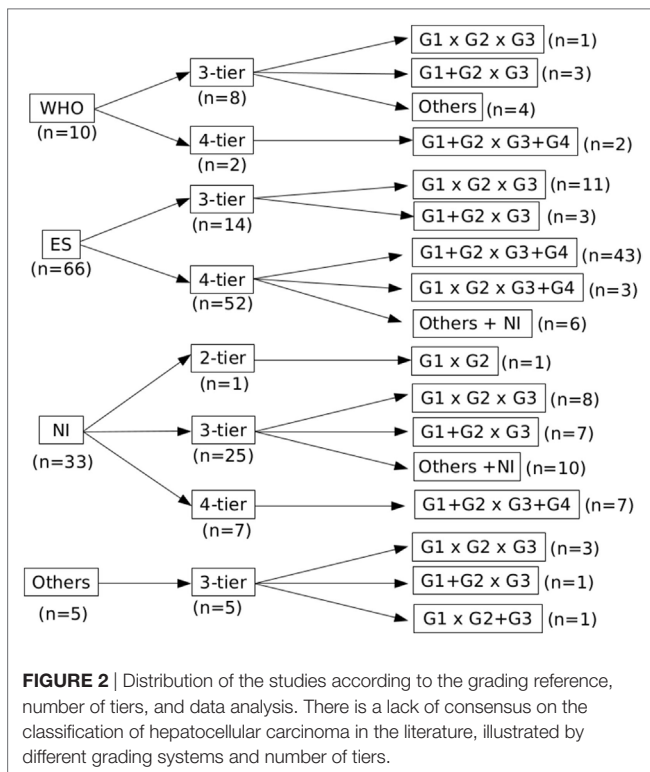 G1 x G2 x G3 (n=1)
3-tier
(n=8)
G1+G2 x G3 (n=3)
WHO
(n=10)
Others (n=4)
4-tier
(n=2)
G1+G2 x G3+G4 (n=2)
3-tier
(n=14)
G1 x G2 x G3 (n=11)
G1+G2 x G3 (n=3)
ES
(n=66)
G1+G2 x G3+G4 (n=43)
4-tier
(n=52)
G1 x G2 x G3+G4 (n=3)
Others + NI (n=6)
2-tier
(n=1)
G1 x G2 (n=1)
G1 x G2 x G3 (n=8)
NI
(n=33)
3-tier
(n=25)
G1+G2 x G3 (n=7)
Others +NI (n=10)
4-tier
(n=7)
G1+G2 x G3+G4 (n=7)
G1 x G2 x G3 (n=3)
Others
(n=5)
3-tier
(n=5)
G1+G2 x G3 (n=1)
G1 x G2+G3 (n=1)
FIGURE 2 | Distribution of the studies according to the grading reference,
number of tiers, and data analysis. There is a lack of consensus on the
classification of hepatocellular carcinoma in the literature, illustrated by
different grading systems and number of tiers.